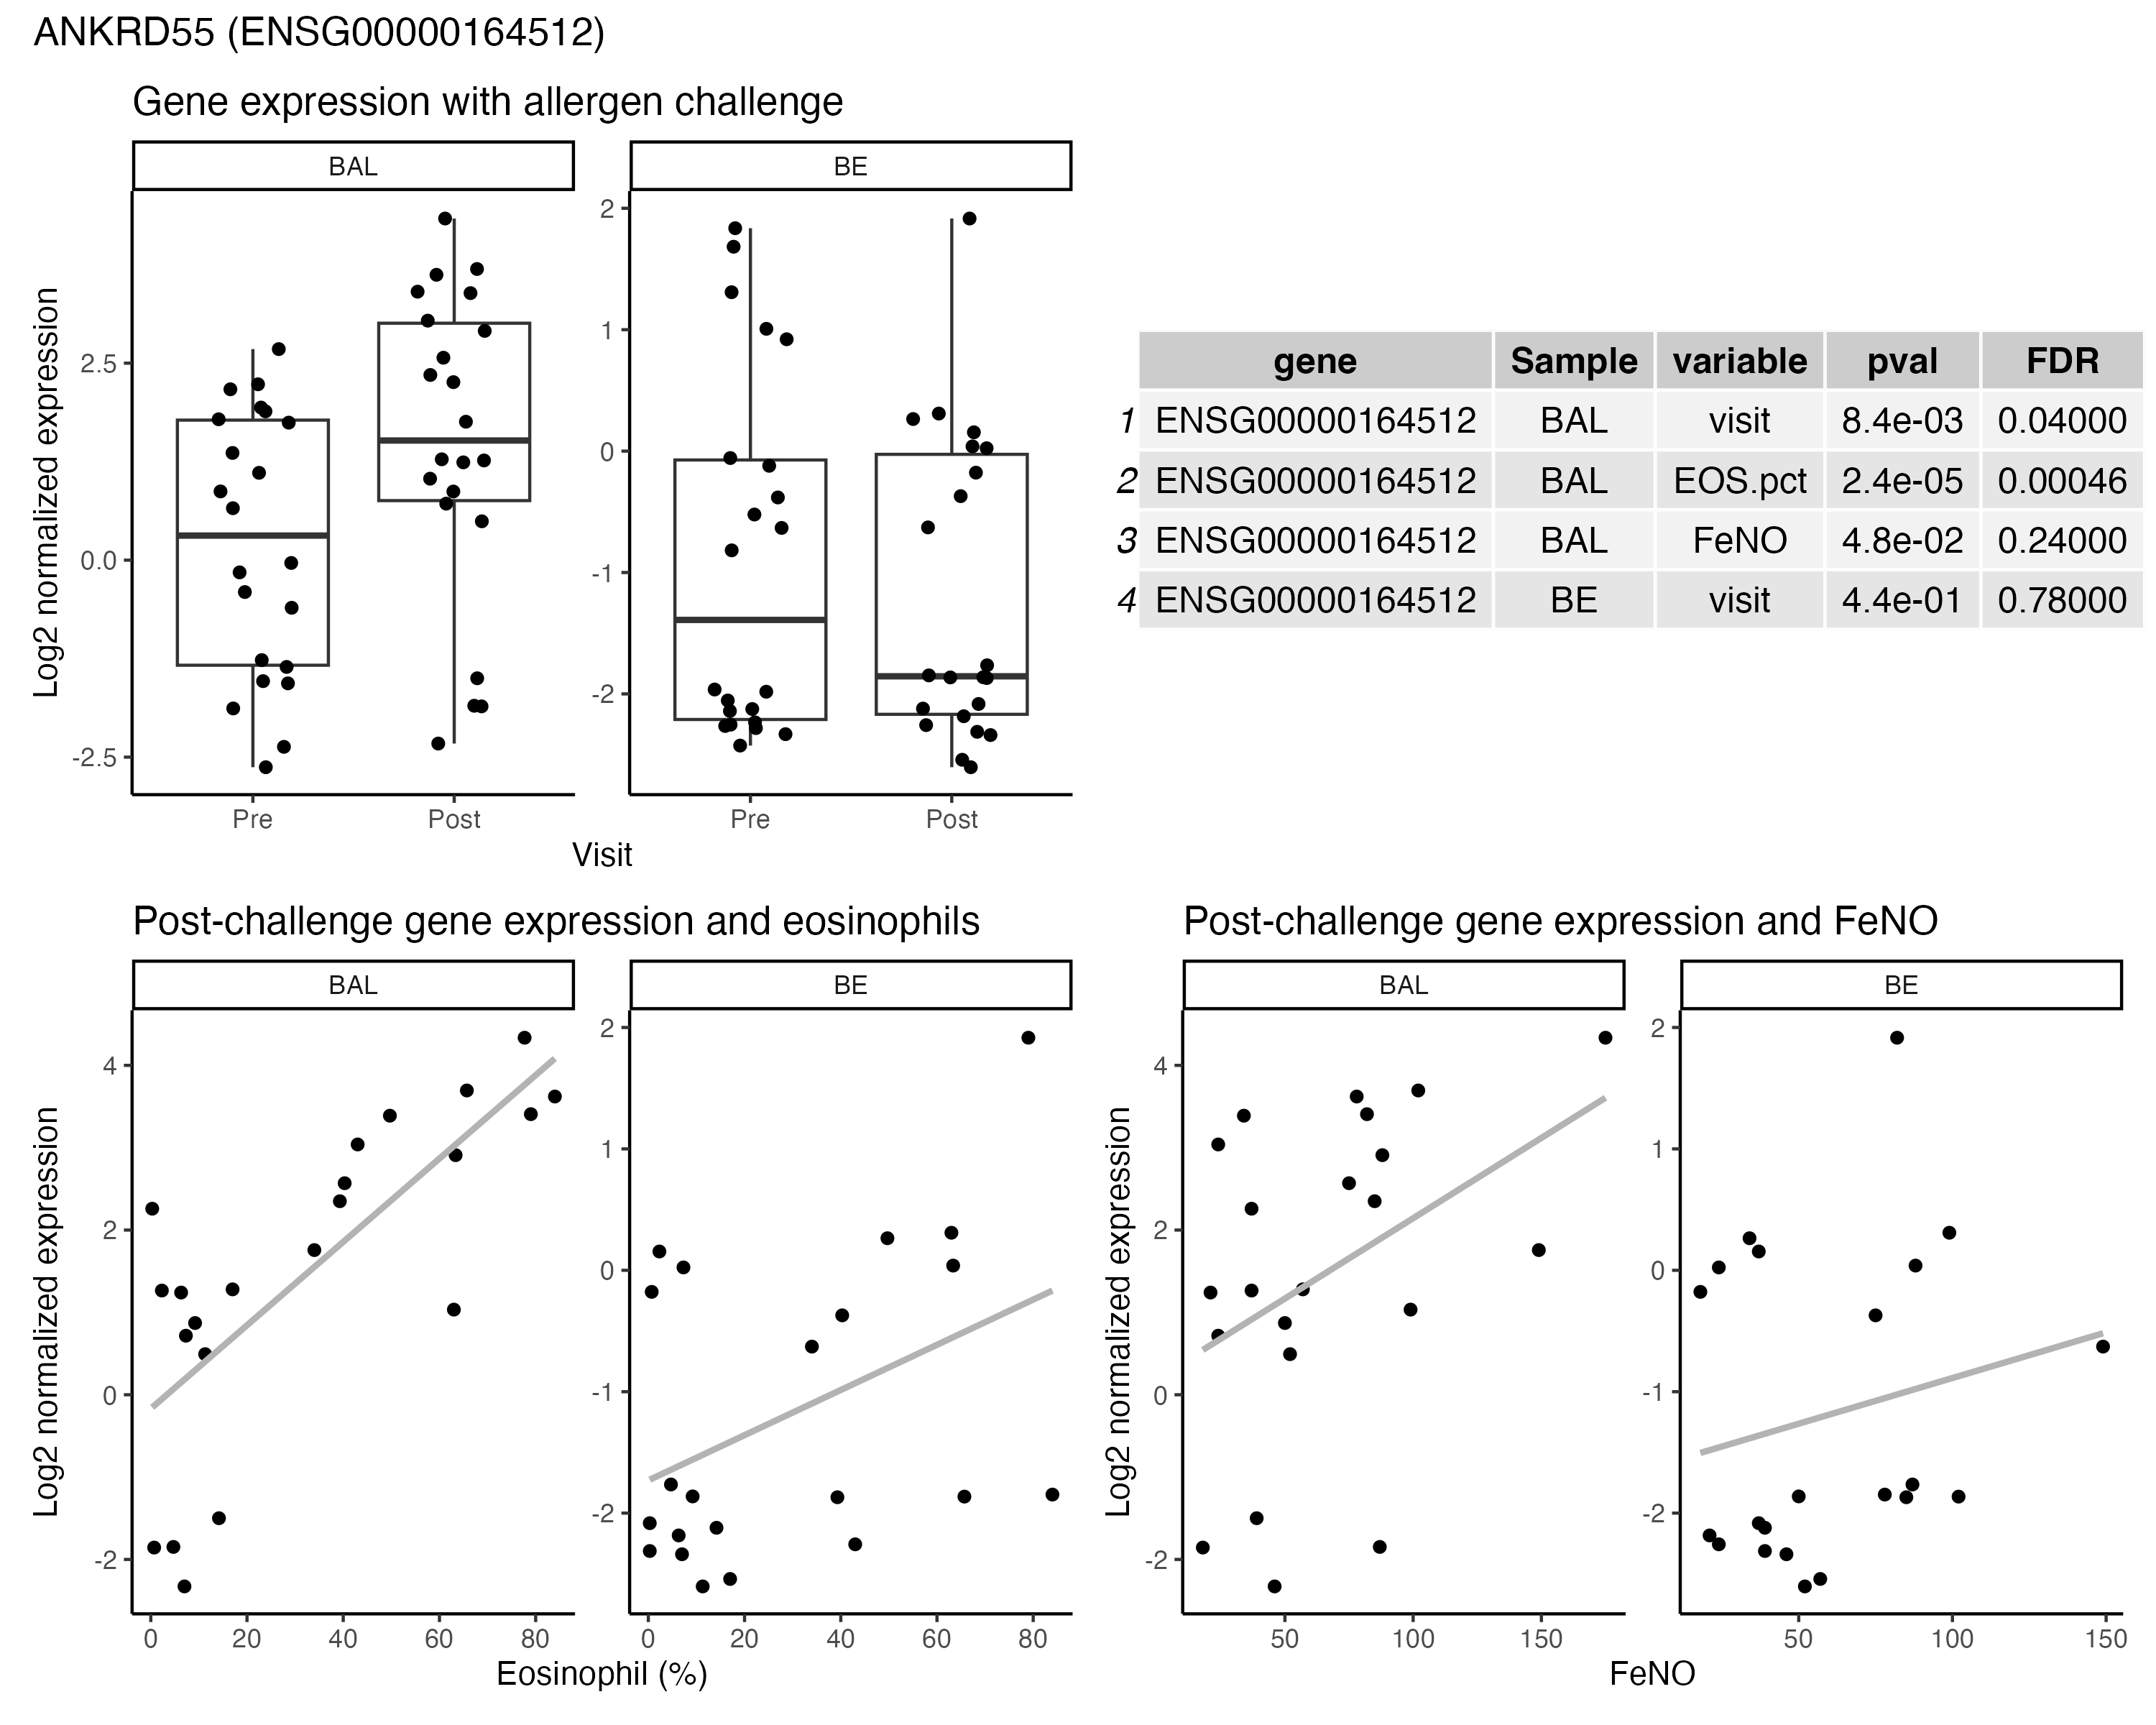 ANKRD55 (ENSG00000164512)
Gene expression with allergen challenge
BAL
BE
Log2 normalized expression
2.5
0.0
-2.5
2
1
0
-1
-2
Pre
Post
Pre
Post
Visit
gene Sample variable pval FDR
1 ENSG00000164512 BAL visit 8.4e-03 0.04000
2 ENSG00000164512 BAL EOS.pct 2.4e-05 0.00046
3 ENSG00000164512 BAL FeNO 4.8e-02 0.24000
4 ENSG00000164512 BE visit 4.4e-01 0.78000
Post-challenge gene expression and eosinophils
BAL
BE
Log2 normalized expression
4
2
0
-2
2
1
0
-1
-2
0 20 40 60 80
0 20 40 60 80
Eosinophil (%)
Post-challenge gene expression and FeNO
BAL
BE
Log2 normalized expression
4
2
0
-2
2
1
0
-1
-2
50 100 150
50 100 150
FeNO